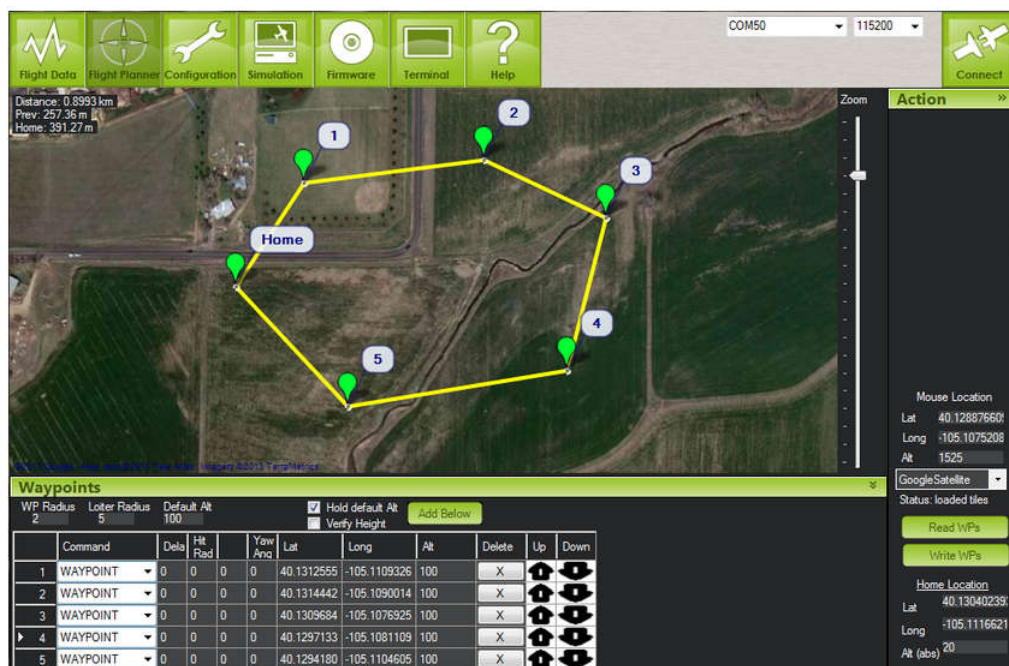 COM50 115200
Flight Data Flight Planner Configuration Simulation Firmware Terminal Help Connect
Distance: 0.8993 km
Prev: 257.36 m
Home: 391.27 m
Zoom
Action »
1
2
3
Home
4
5
Mouse Location
Lat 40.128876609
Long -105.1075208
Alt 1525
GoogleSatellite
Status: loaded tiles
Read WPs
Write WPs
Home Location
Lat 40.13040239
Long -105.1116621
Alt (abs) 20
Waypoints
WP Radius Loiter Radius Default Alt
2 5 100
Hold default Alt
Verify Height
Add Below
Command Dela Hit Rad Yaw Ang Lat Long Alt Delete Up Down
1 WAYPOINT 0 0 0 0 40.1312555 -105.1109326 100 X
2 WAYPOINT 0 0 0 0 40.1314442 -105.1090014 100 X
3 WAYPOINT 0 0 0 0 40.1309684 -105.1076925 100 X
4 WAYPOINT 0 0 0 0 40.1297133 -105.1081109 100 X
5 WAYPOINT 0 0 0 0 40.1294180 -105.1104605 100 X